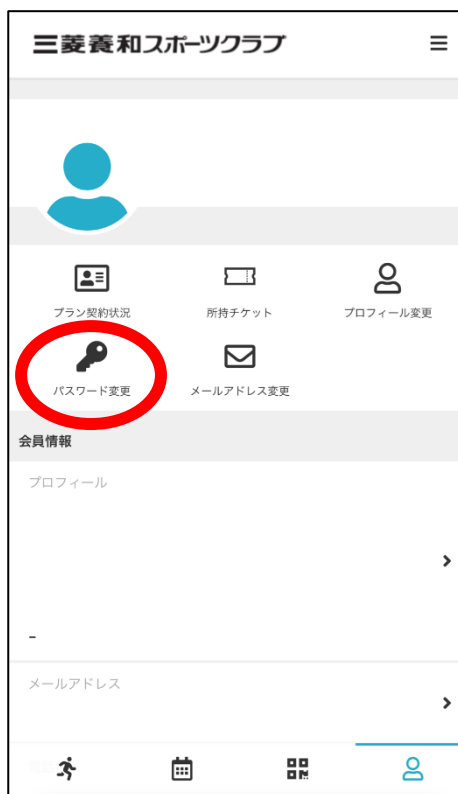 三菱養和スポーツクラブ
プラン契約状況 所持チケット プロフィール変更
パスワード変更 メールアドレス変更
会員情報
プロフィール
-
メールアドレス